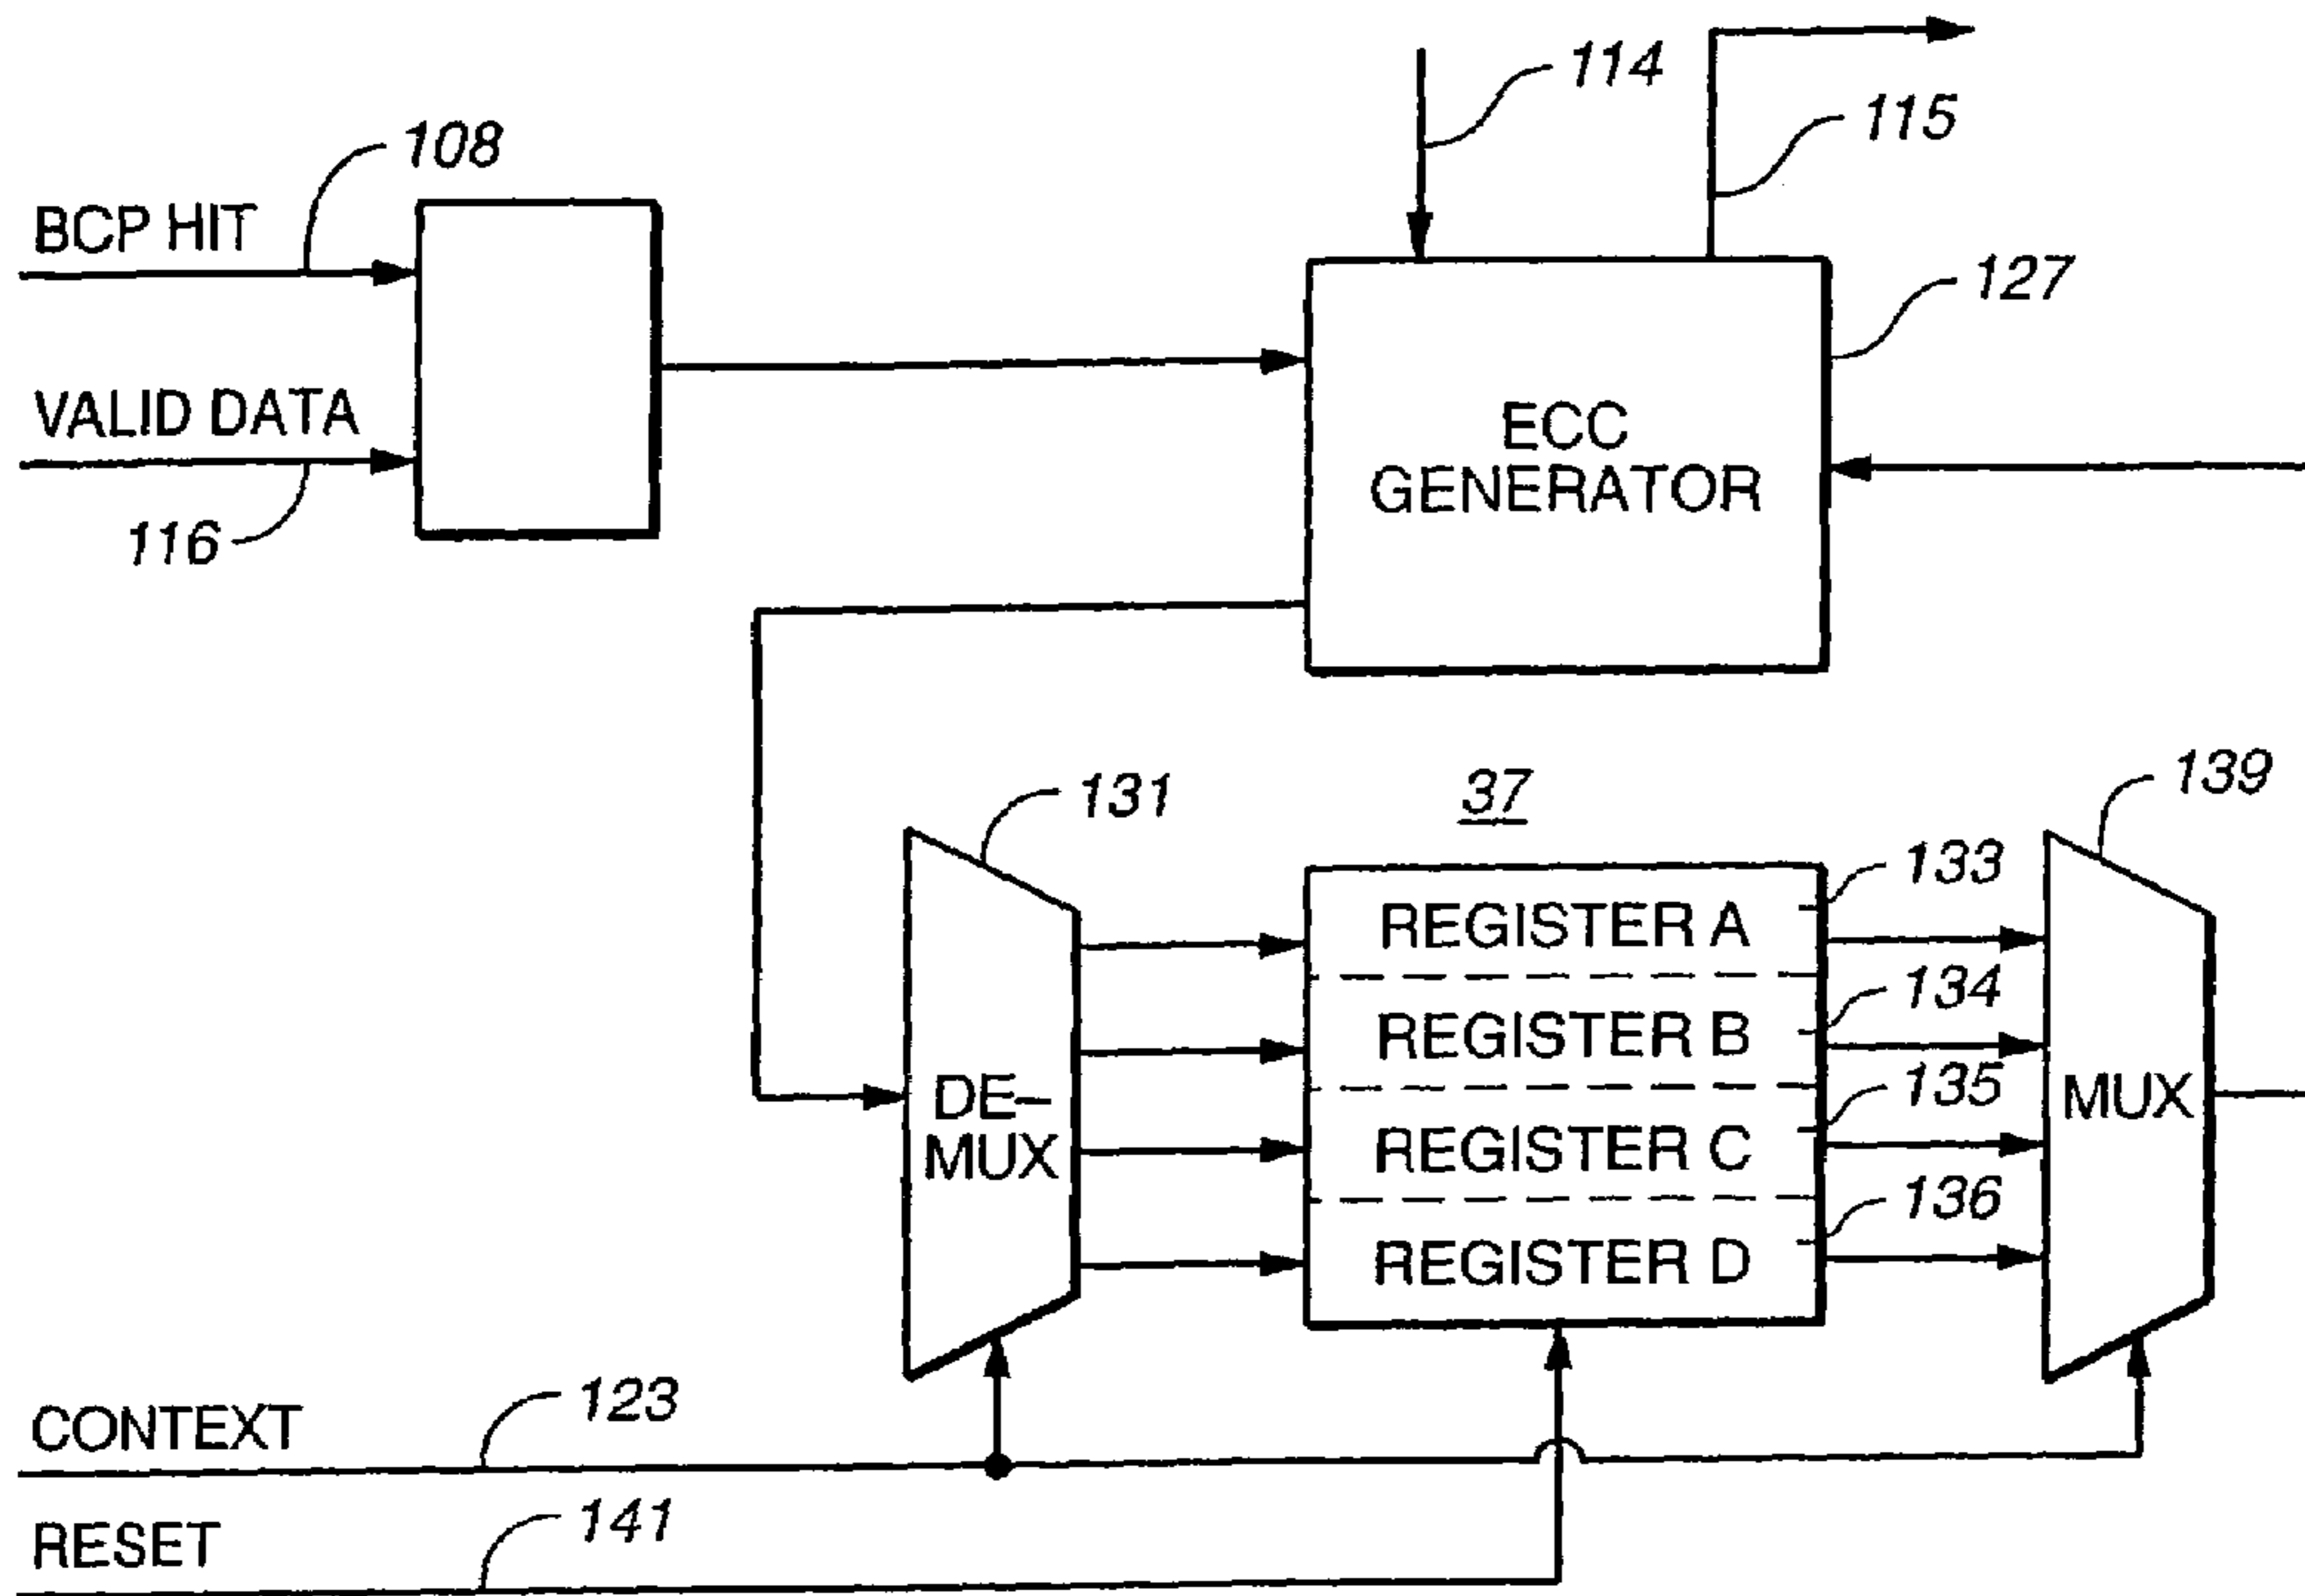 114
115
108
BCP HIT
127
VALID DATA
116
ECC
GENERATOR
131
37
139
133
REGISTER A
134
REGISTER B
135
REGISTER C
136
REGISTER D
DE–
MUX
MUX
123
CONTEXT
141
RESET